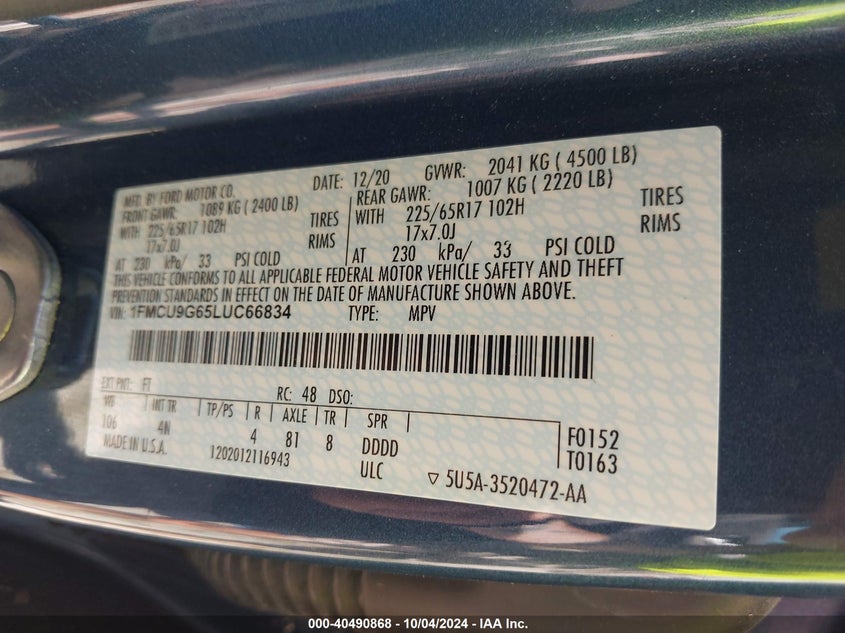 MFD. BY FORD MOTOR CO. DATE: 12/20 GVWR: 2041 KG ( 4500 LB)
FRONT GAWR: 1089 KG ( 2400 LB) REAR GAWR: 1007 KG ( 2220 LB)
WITH 225/65R17 102H TIRES WITH 225/65R17 102H TIRES
17x7.0J RIMS 17x7.0J RIMS
AT 230 kPa/ 33 PSI COLD AT 230 kPa/ 33 PSI COLD
THIS VEHICLE CONFORMS TO ALL APPLICABLE FEDERAL MOTOR VEHICLE SAFETY AND THEFT
PREVENTION STANDARDS IN EFFECT ON THE DATE OF MANUFACTURE SHOWN ABOVE.
VIN: 1FMCU9G65LUC66834 TYPE: MPV
EXT PNT: FT RC: 48 DSO:
WB INT TR TP/PS R AXLE TR SPR
106 4N 4 81 8 DDDD F0152
MADE IN U.S.A. 1202012116943 ULC T0163
5U5A-3520472-AA
000-40490868 - 10/04/2024 - IAA Inc.